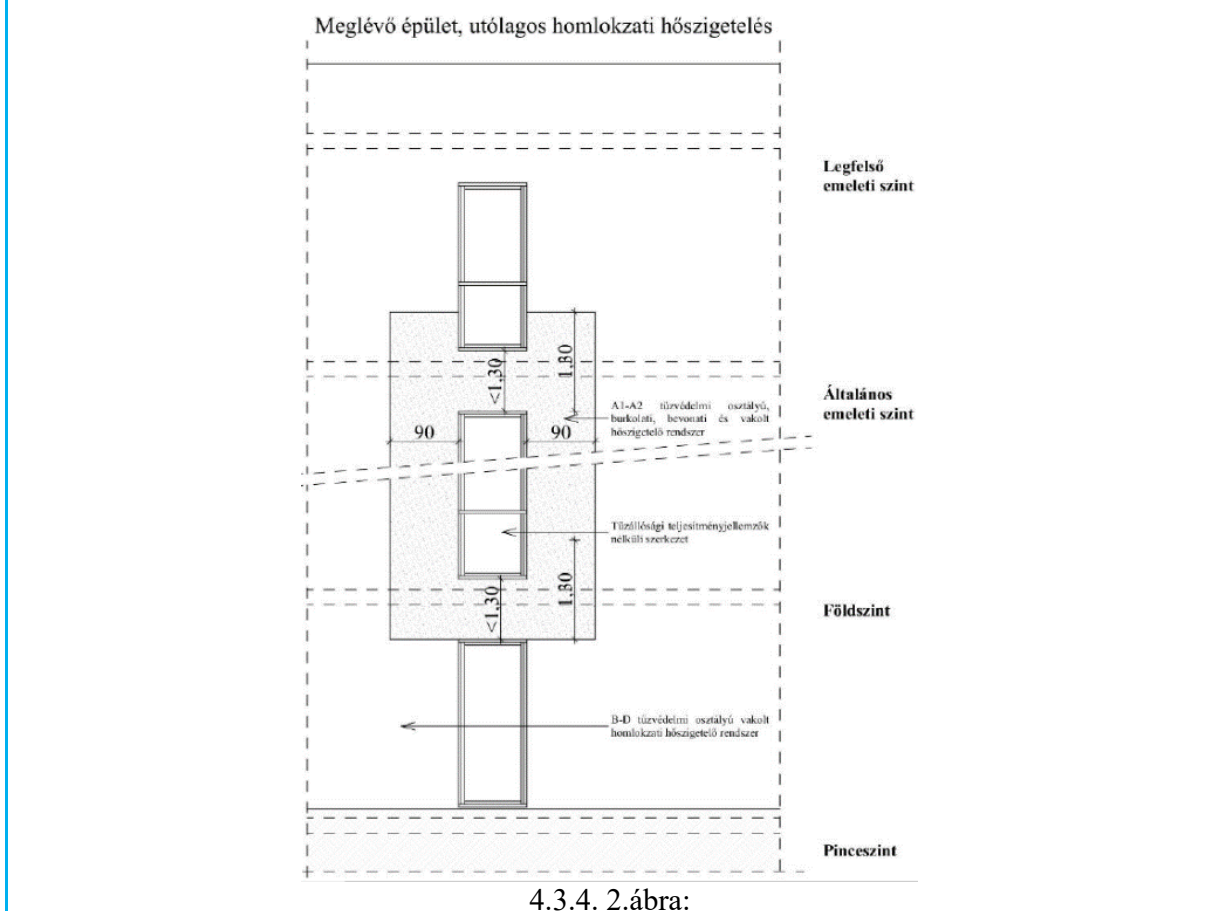 Meglévő épület, utólagos homlokzati hőszigetelés
Legfelső
emeleti szint
<1.30
1.30
Általános
emeleti szint
A1-A2 tűzvédelmi osztályú,
burkolati, bevonati és vakolt
hőszigetelő rendszer
90
90
Tűzállósági teljesítményjellemzők
nélküli szerkezet
<1.30
1.30
Földszint
B-D tűzvédelmi osztályú vakolt
homlokzati hőszigetelő rendszer
Pinceszint
4.3.4. 2.ábra: